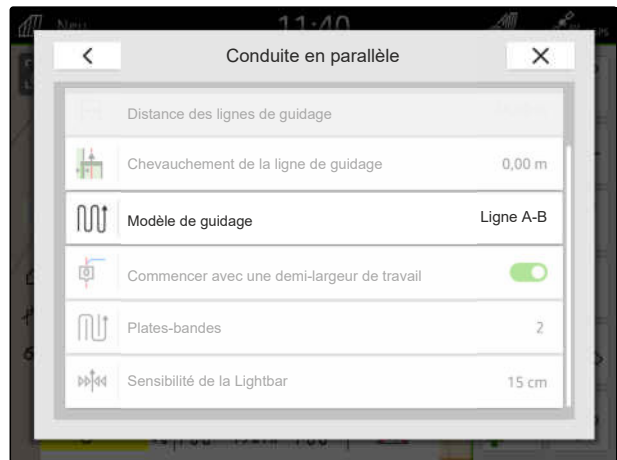 Neu 11:40
Conduite en parallèle
Distance des lignes de guidage
Chevauchement de la ligne de guidage 0,00 m
Modèle de guidage Ligne A-B
Commencer avec une demi-largeur de travail
Plates-bandes 2
Sensibilité de la Lightbar 15 cm